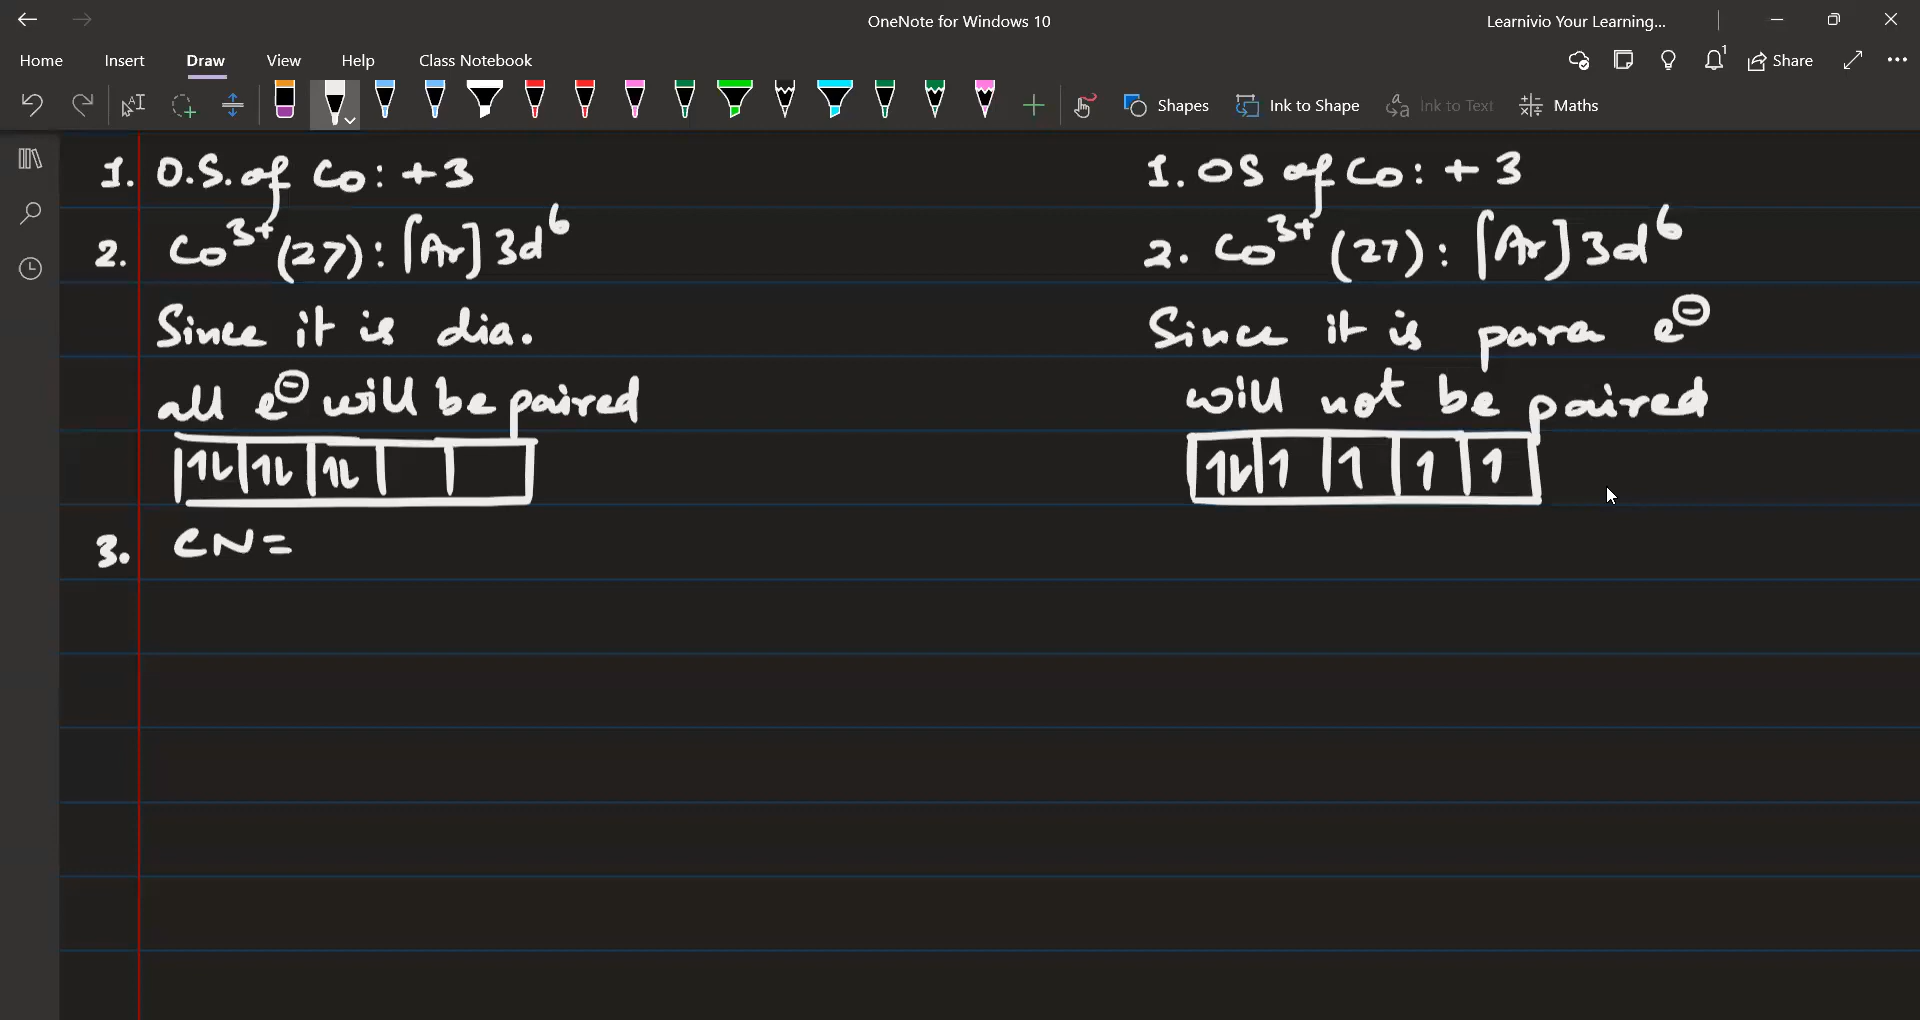 OneNote for Windows 10
Learnivio Your Learning...
Home Insert Draw View Help Class Notebook
1
Share
Shapes Ink to Shape Ink to Text Maths
1. O.S. of Co: +3
2. Co³⁺ (27): [Ar] 3d⁶
Since it is dia.
all e⊖ will be paired
1L 1L 1L
3. CN=
1. OS of Co: +3
2. Co³⁺ (27): [Ar] 3d⁶
Since it is para e⊖
will not be paired
1L 1 1 1 1